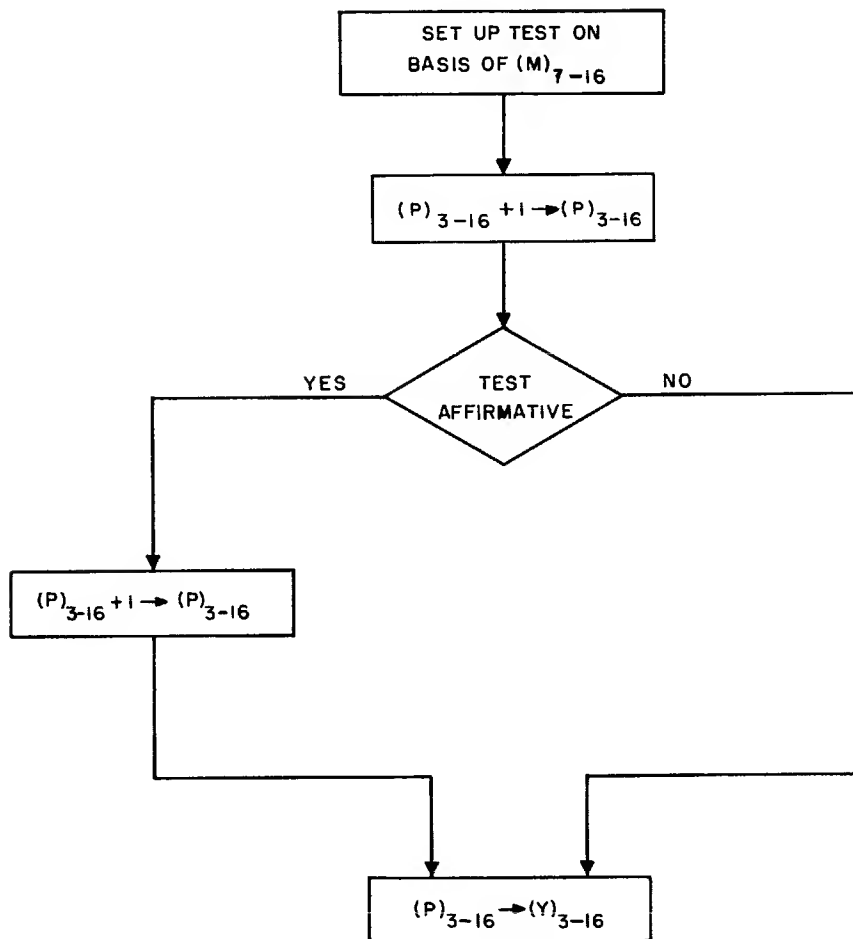 SET UP TEST ON
BASIS OF (M)7-16
(P)3-16 +1→(P)3-16
YES
TEST
AFFIRMATIVE
NO
(P)3-16 +1→(P)3-16
(P)3-16→(Y)3-16